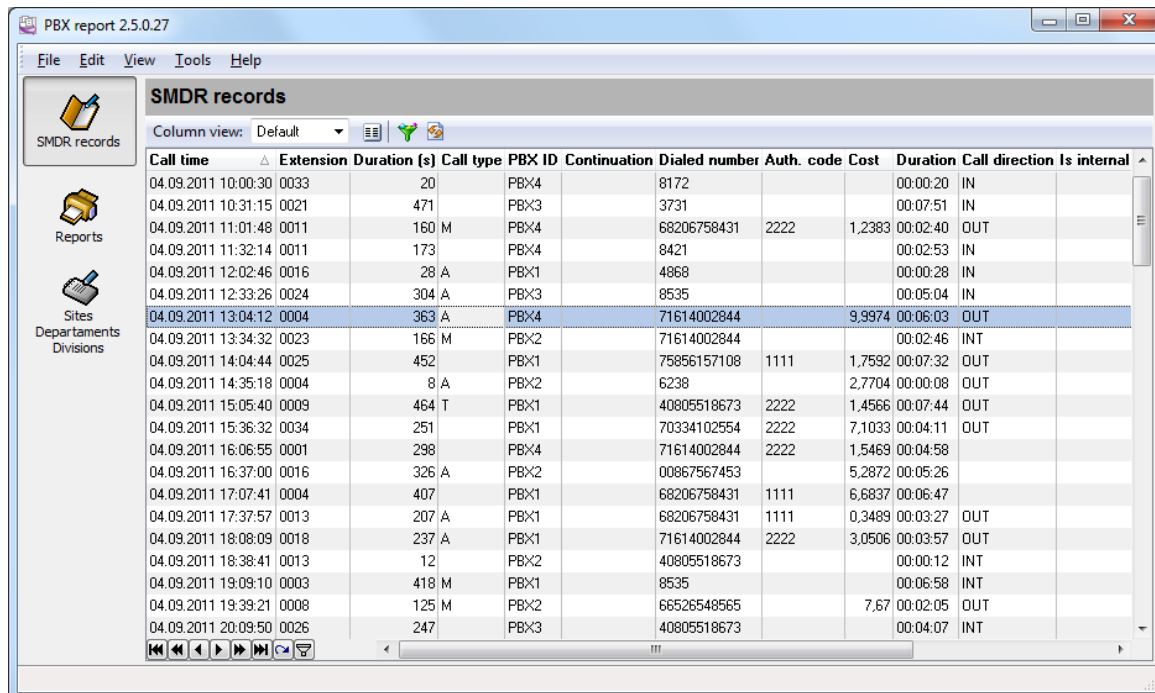 PBX report 2.5.0.27
File Edit View Tools Help
SMDR records
Reports
Sites
Departaments
Divisions
SMDR records
Column view: Default
Call time Extension Duration (s) Call type PBX ID Continuation Dialed number Auth. code Cost Duration Call direction Is internal
04.09.2011 10:00:30 0033 20 PBX4 8172 00:00:20 IN
04.09.2011 10:31:15 0021 471 PBX3 3731 00:07:51 IN
04.09.2011 11:01:48 0011 160 M PBX4 68206758431 2222 1,2383 00:02:40 OUT
04.09.2011 11:32:14 0011 173 PBX4 8421 00:02:53 IN
04.09.2011 12:02:46 0016 28 A PBX1 4868 00:00:28 IN
04.09.2011 12:33:26 0024 304 A PBX3 8535 00:05:04 IN
04.09.2011 13:04:12 0004 363 A PBX4 71614002844 9,9974 00:06:03 OUT
04.09.2011 13:34:32 0023 166 M PBX2 71614002844 00:02:46 INT
04.09.2011 14:04:44 0025 452 PBX1 75856157108 1111 1,7592 00:07:32 OUT
04.09.2011 14:35:18 0004 8 A PBX2 6238 2,7704 00:00:08 OUT
04.09.2011 15:05:40 0009 464 T PBX1 40805518673 2222 1,4566 00:07:44 OUT
04.09.2011 15:36:32 0034 251 PBX1 70334102554 2222 7,1033 00:04:11 OUT
04.09.2011 16:06:55 0001 298 PBX4 71614002844 2222 1,5469 00:04:58
04.09.2011 16:37:00 0016 326 A PBX2 00867567453 5,2872 00:05:26
04.09.2011 17:07:41 0004 407 PBX1 68206758431 1111 6,6837 00:06:47
04.09.2011 17:37:57 0013 207 A PBX1 68206758431 1111 0,3489 00:03:27 OUT
04.09.2011 18:08:09 0018 237 A PBX1 71614002844 2222 3,0506 00:03:57 OUT
04.09.2011 18:38:41 0013 12 PBX2 40805518673 00:00:12 INT
04.09.2011 19:09:10 0003 418 M PBX1 8535 00:06:58 INT
04.09.2011 19:39:21 0008 125 M PBX2 66526548565 7,67 00:02:05 OUT
04.09.2011 20:09:50 0026 247 PBX3 40805518673 00:04:07 INT